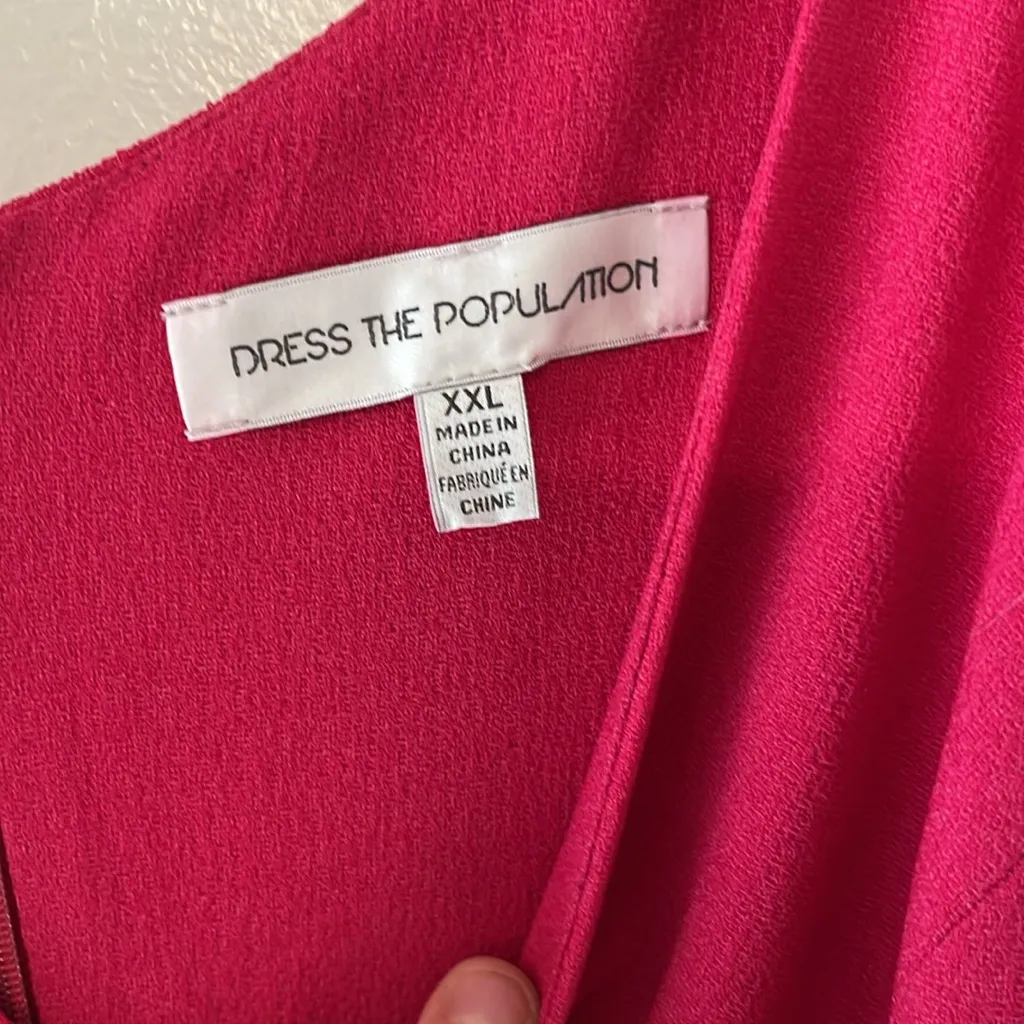 DRESS THE POPULATION
XXL
MADE IN
CHINA
FABRIQUÉ EN
CHINE